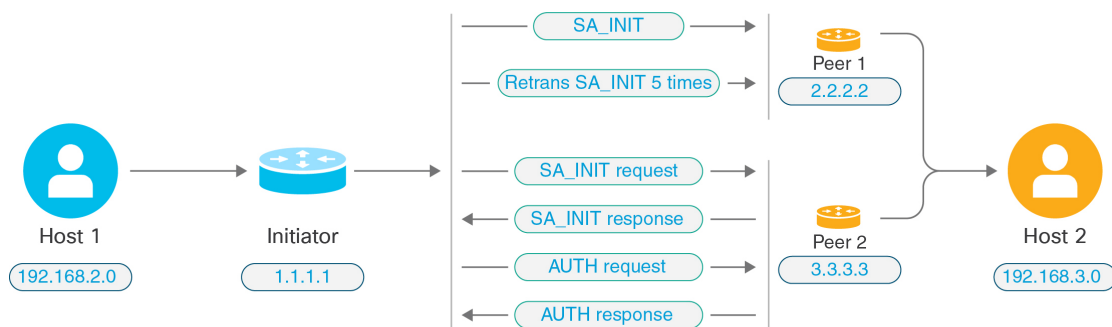 SA_INIT
Retrans SA_INIT 5 times
Peer 1
2.2.2.2
Host 1
192.168.2.0
Initiator
1.1.1.1
SA_INIT request
SA_INIT response
AUTH request
AUTH response
Peer 2
3.3.3.3
Host 2
192.168.3.0